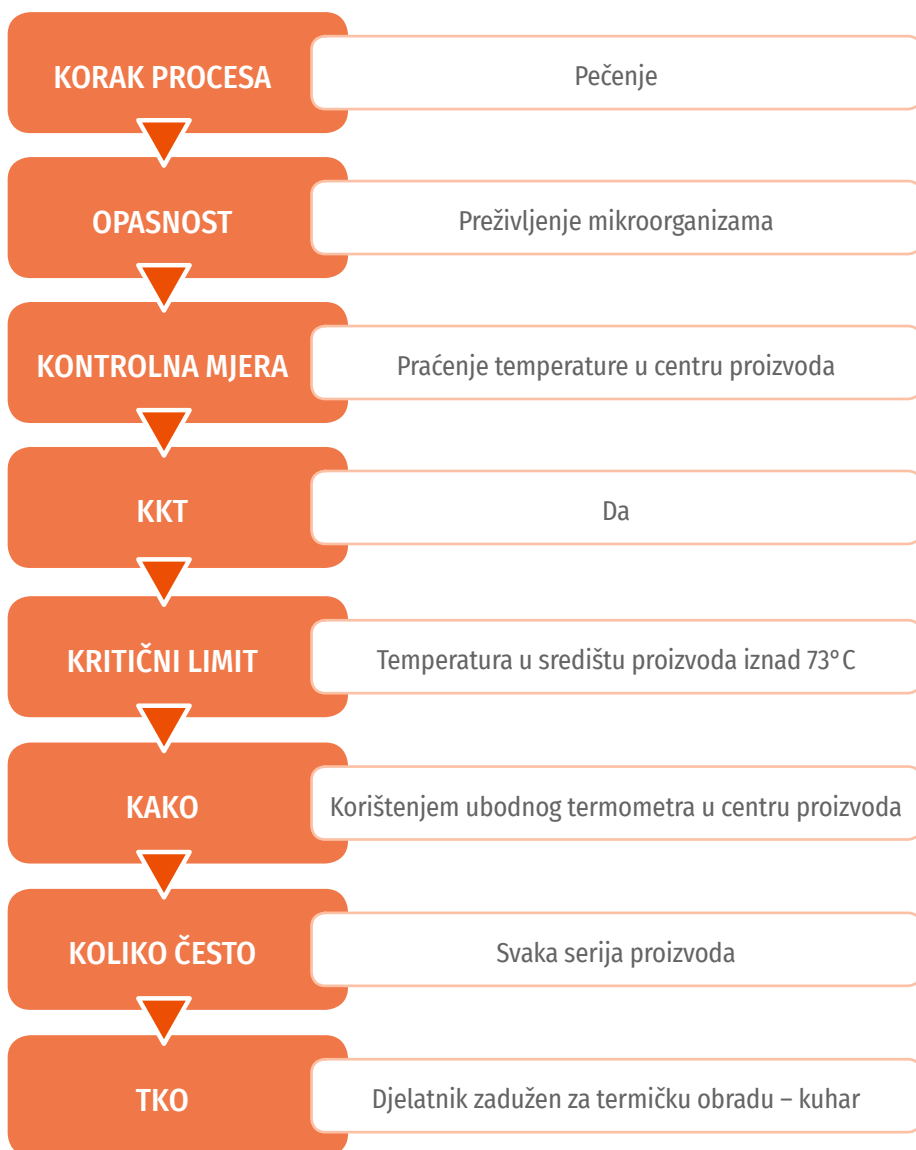 KORAK PROCESA
Pečenje
OPASNOST
Preživljenje mikroorganizama
KONTROLNA MJERA
Praćenje temperature u centru proizvoda
KKT
Da
KRITIČNI LIMIT
Temperatura u središtu proizvoda iznad 73°C
KAKO
Korištenjem ubodnog termometra u centru proizvoda
KOLIKO ČESTO
Svaka serija proizvoda
TKO
Djelatnik zadužen za termičku obradu – kuhar